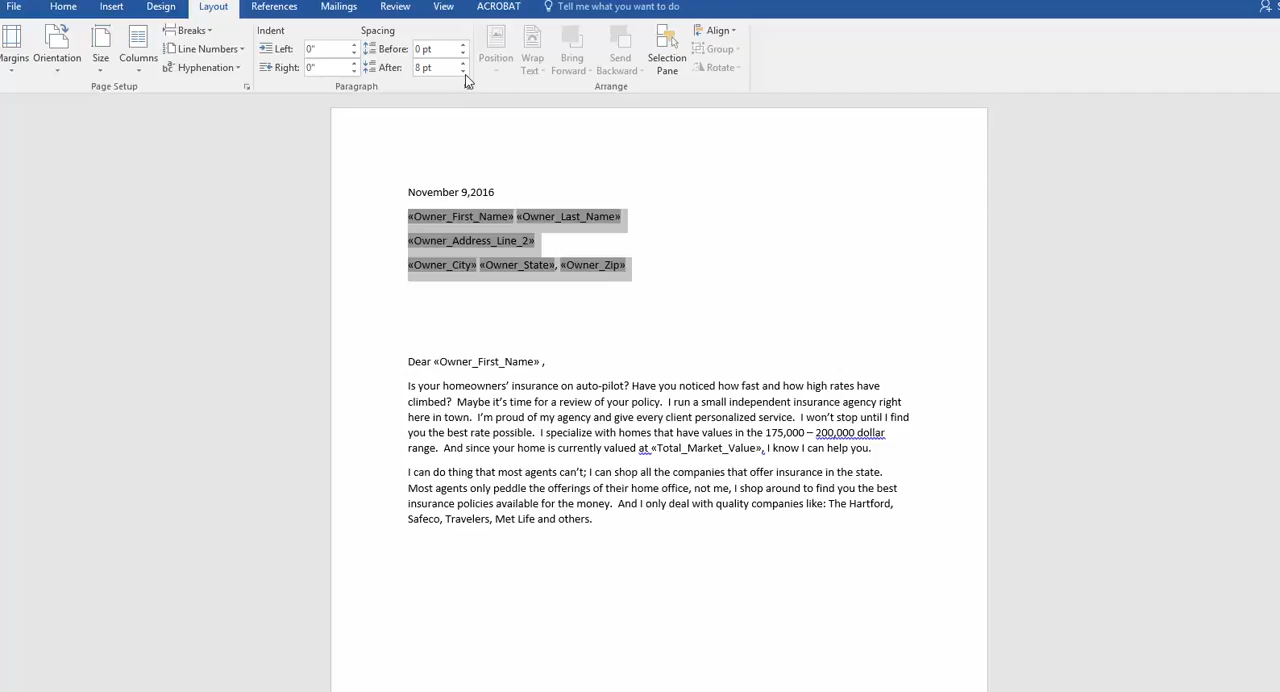 File Home Insert Design Layout References Mailings Review View ACROBAT Tell me what you want to do
Margins Orientation Size Columns
Breaks
Line Numbers
Hyphenation
Page Setup
Indent Spacing
Left: 0" Before: 0 pt
Right: 0" After: 8 pt
Paragraph
Position Wrap Text Bring Forward Send Backward Selection Pane
Align
Group
Rotate
Arrange
November 9,2016
«Owner_First_Name» «Owner_Last_Name»
«Owner_Address_Line_2»
«Owner_City» «Owner_State», «Owner_Zip»
Dear «Owner_First_Name» ,
Is your homeowners’ insurance on auto-pilot? Have you noticed how fast and how high rates have
climbed?  Maybe it’s time for a review of your policy.  I run a small independent insurance agency right
here in town.  I’m proud of my agency and give every client personalized service.  I won’t stop until I find
you the best rate possible.  I specialize with homes that have values in the 175,000 – 200,000 dollar
range.  And since your home is currently valued at «Total_Market_Value», I know I can help you.
I can do thing that most agents can’t; I can shop all the companies that offer insurance in the state.
Most agents only peddle the offerings of their home office, not me, I shop around to find you the best
insurance policies available for the money.  And I only deal with quality companies like: The Hartford,
Safeco, Travelers, Met Life and others.